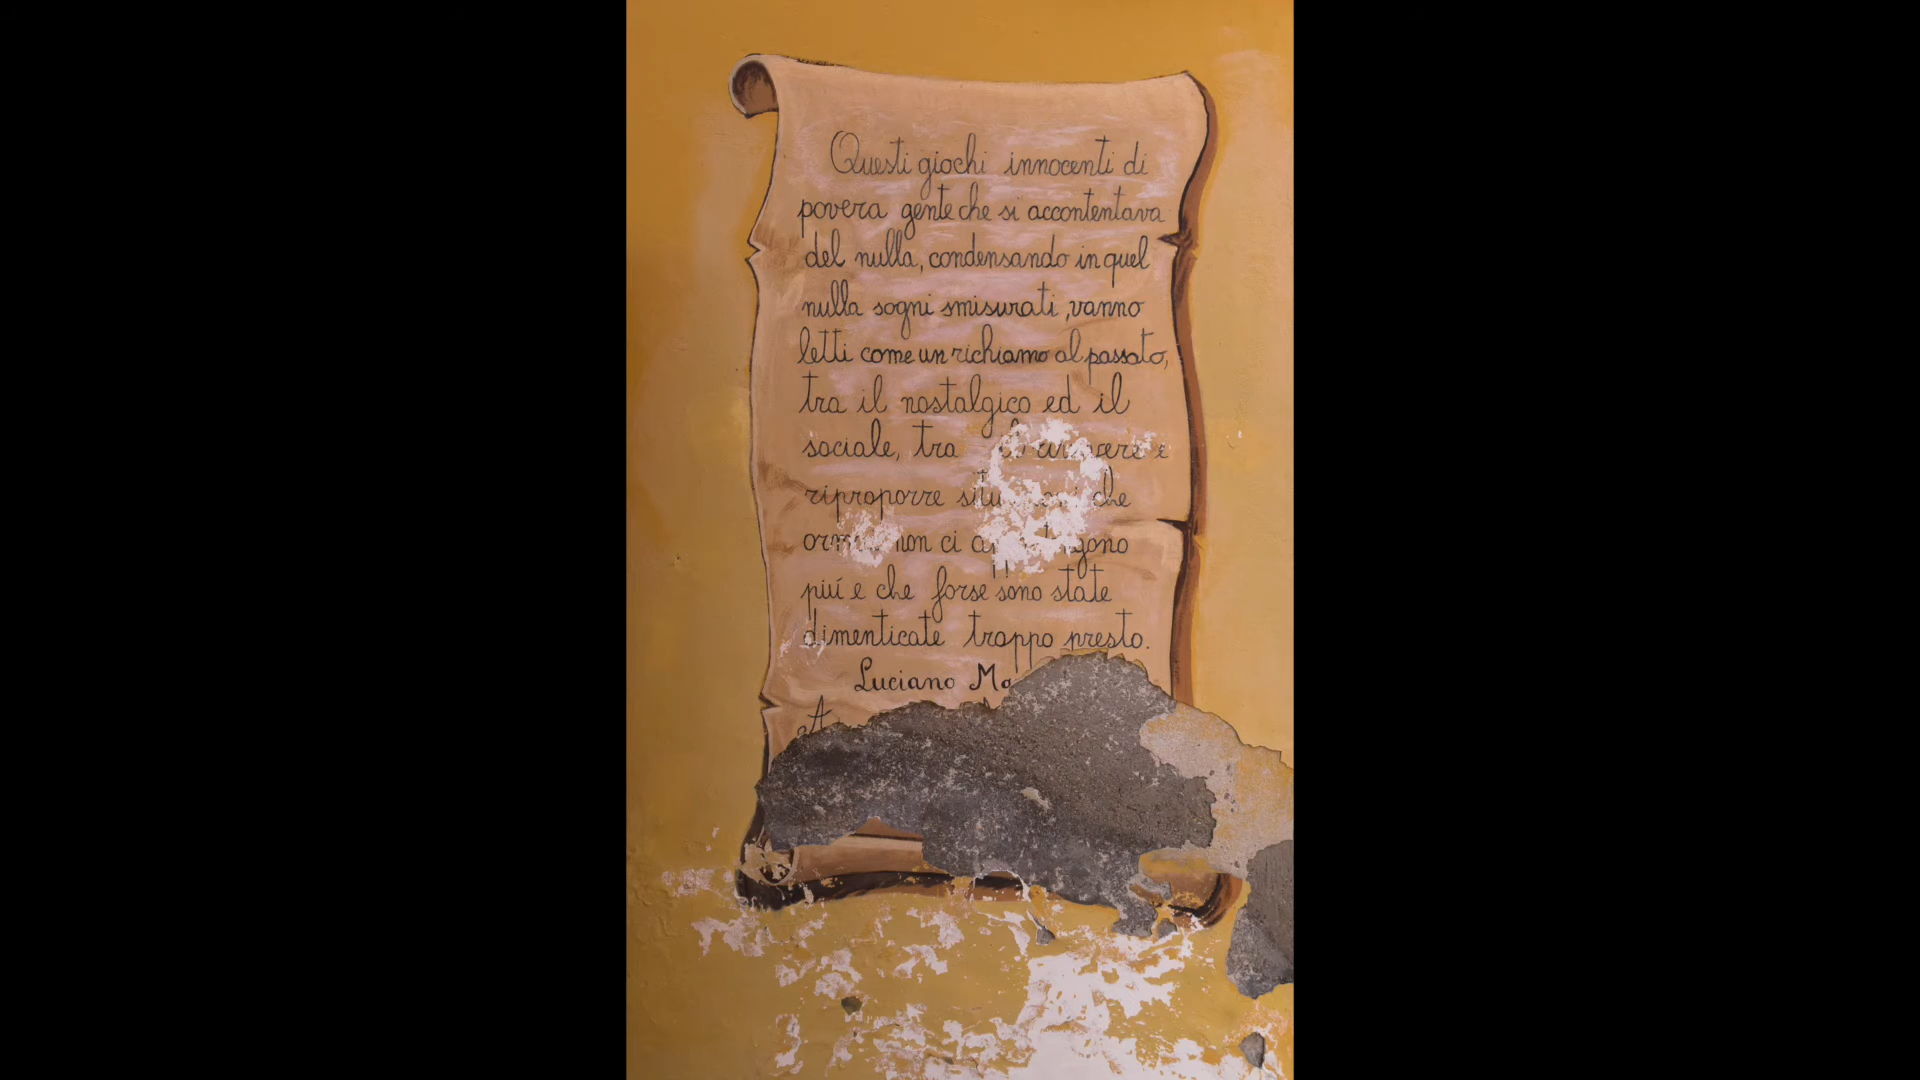 Questi giochi innocenti di
povera gente che si accontentava
del nulla, condensando in quel
nulla sogni smisurati, vanno
letti come un richiamo al passato,
tra il nostalgico ed il
sociale, tra e
riproporre che
non ci
piú e che forse sono state
dimenticate troppo presto.
Luciano